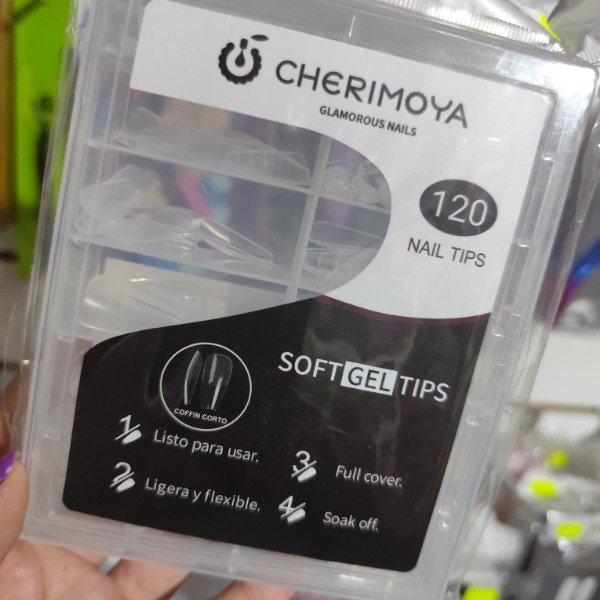 CHERIMOYA
GLAMOROUS NAILS
120
NAIL TIPS
SOFT GEL TIPS
COFFIN CORTO
1 Listo para usar.
2 Ligera y flexible.
3 Full cover.
4 Soak off.